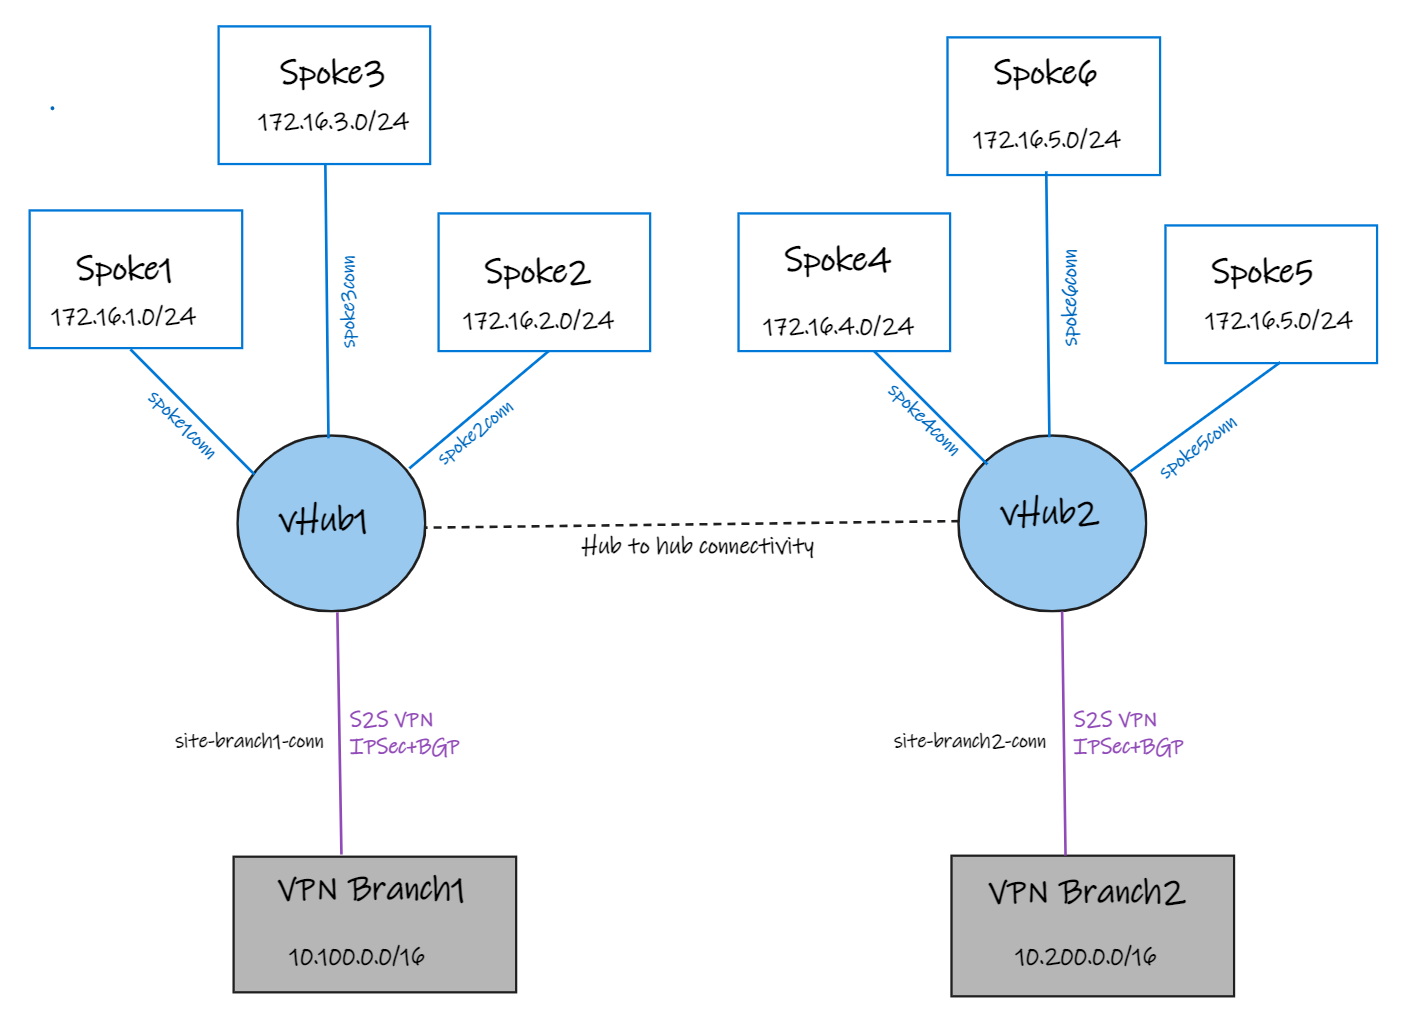 Spoke3
172.16.3.0/24
Spoke6
172.16.5.0/24
Spoke1
172.16.1.0/24
Spoke2
172.16.2.0/24
Spoke4
172.16.4.0/24
Spoke5
172.16.5.0/24
spoke1conn
spoke3conn
spoke2conn
spoke4conn
spoke6conn
spoke5conn
vHub1
vHub2
Hub to hub connectivity
site-branch1-conn
S2S VPN
IPSec+BGP
site-branch2-conn
S2S VPN
IPSec+BGP
VPN Branch1
10.100.0.0/16
VPN Branch2
10.200.0.0/16